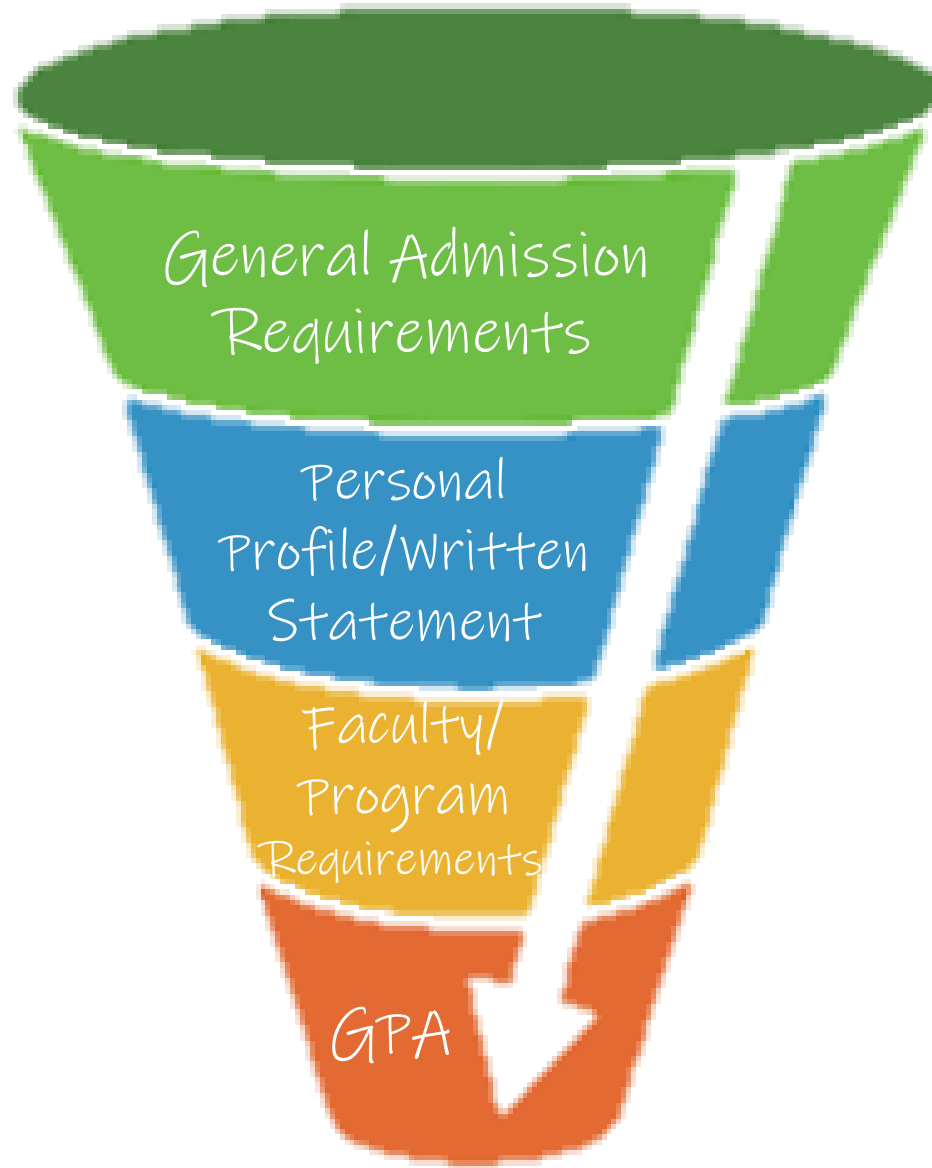 General Admission
Requirements
Personal
Profile/Written
Statement
Faculty/
Program
Requirements
GPA